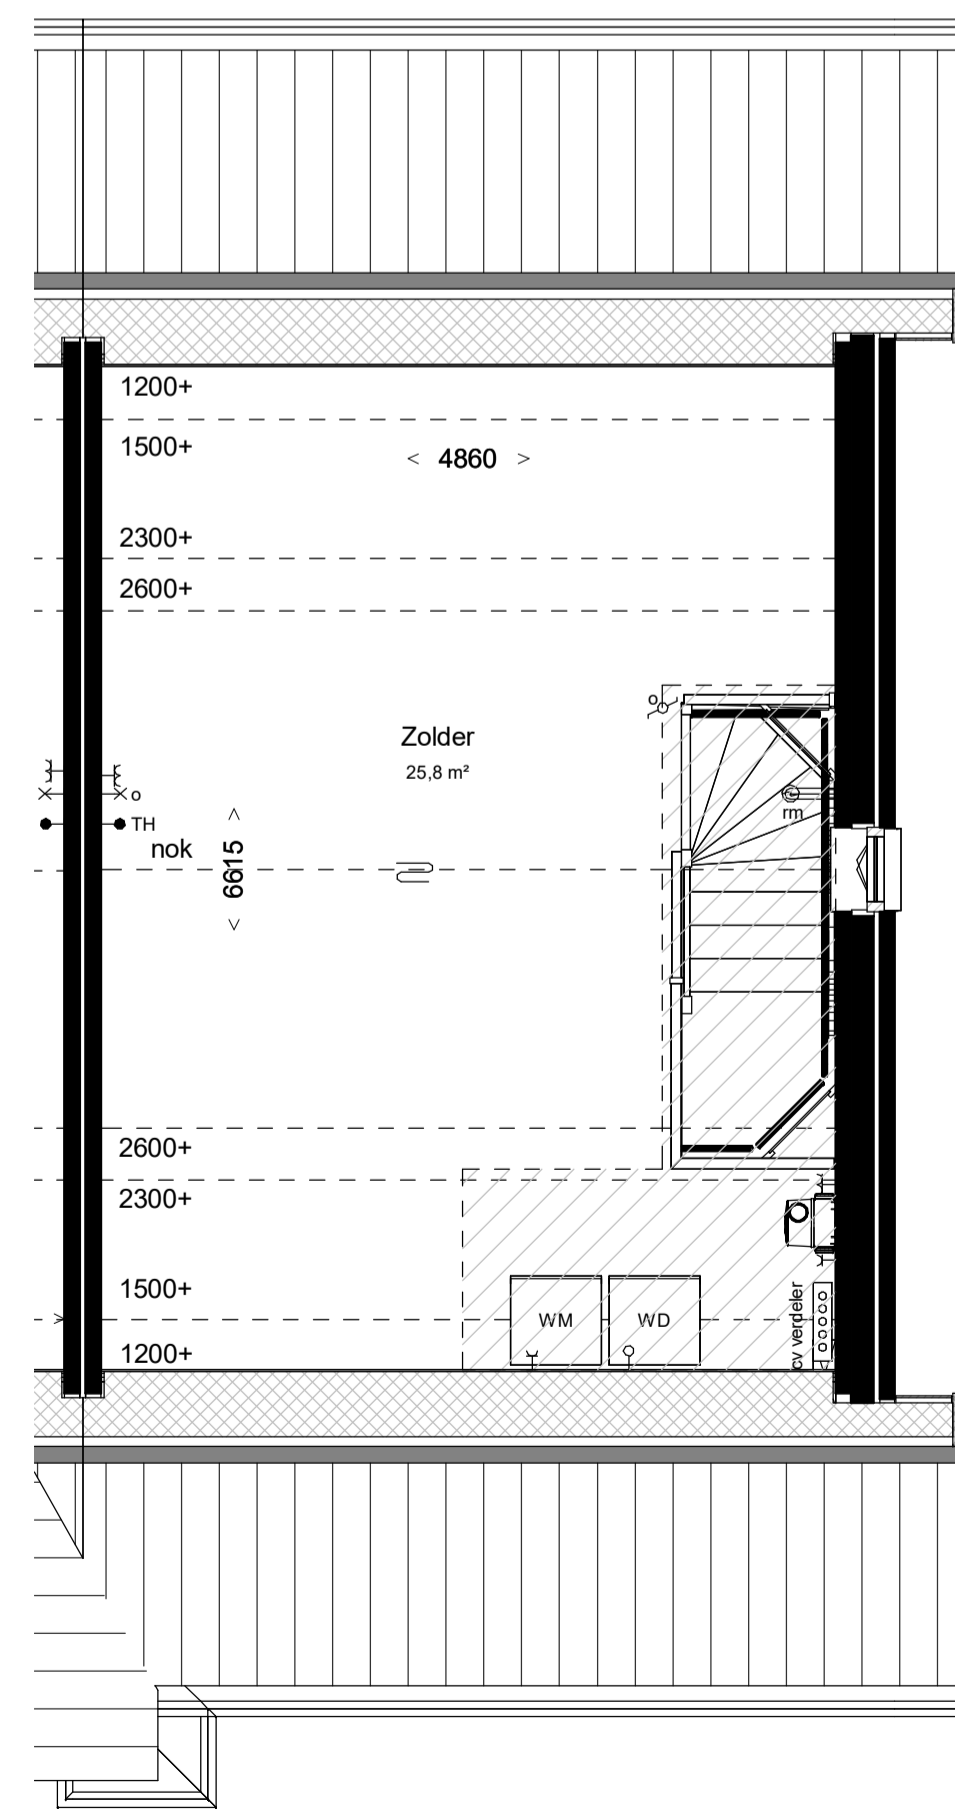 1200+
1500+
< 4860 >
2300+
2600+
o
Zolder
25,8 m²
o
rm
TH
nok
< 6615 >
2600+
2300+
1500+
WM
WD
cv verdeler
1200+